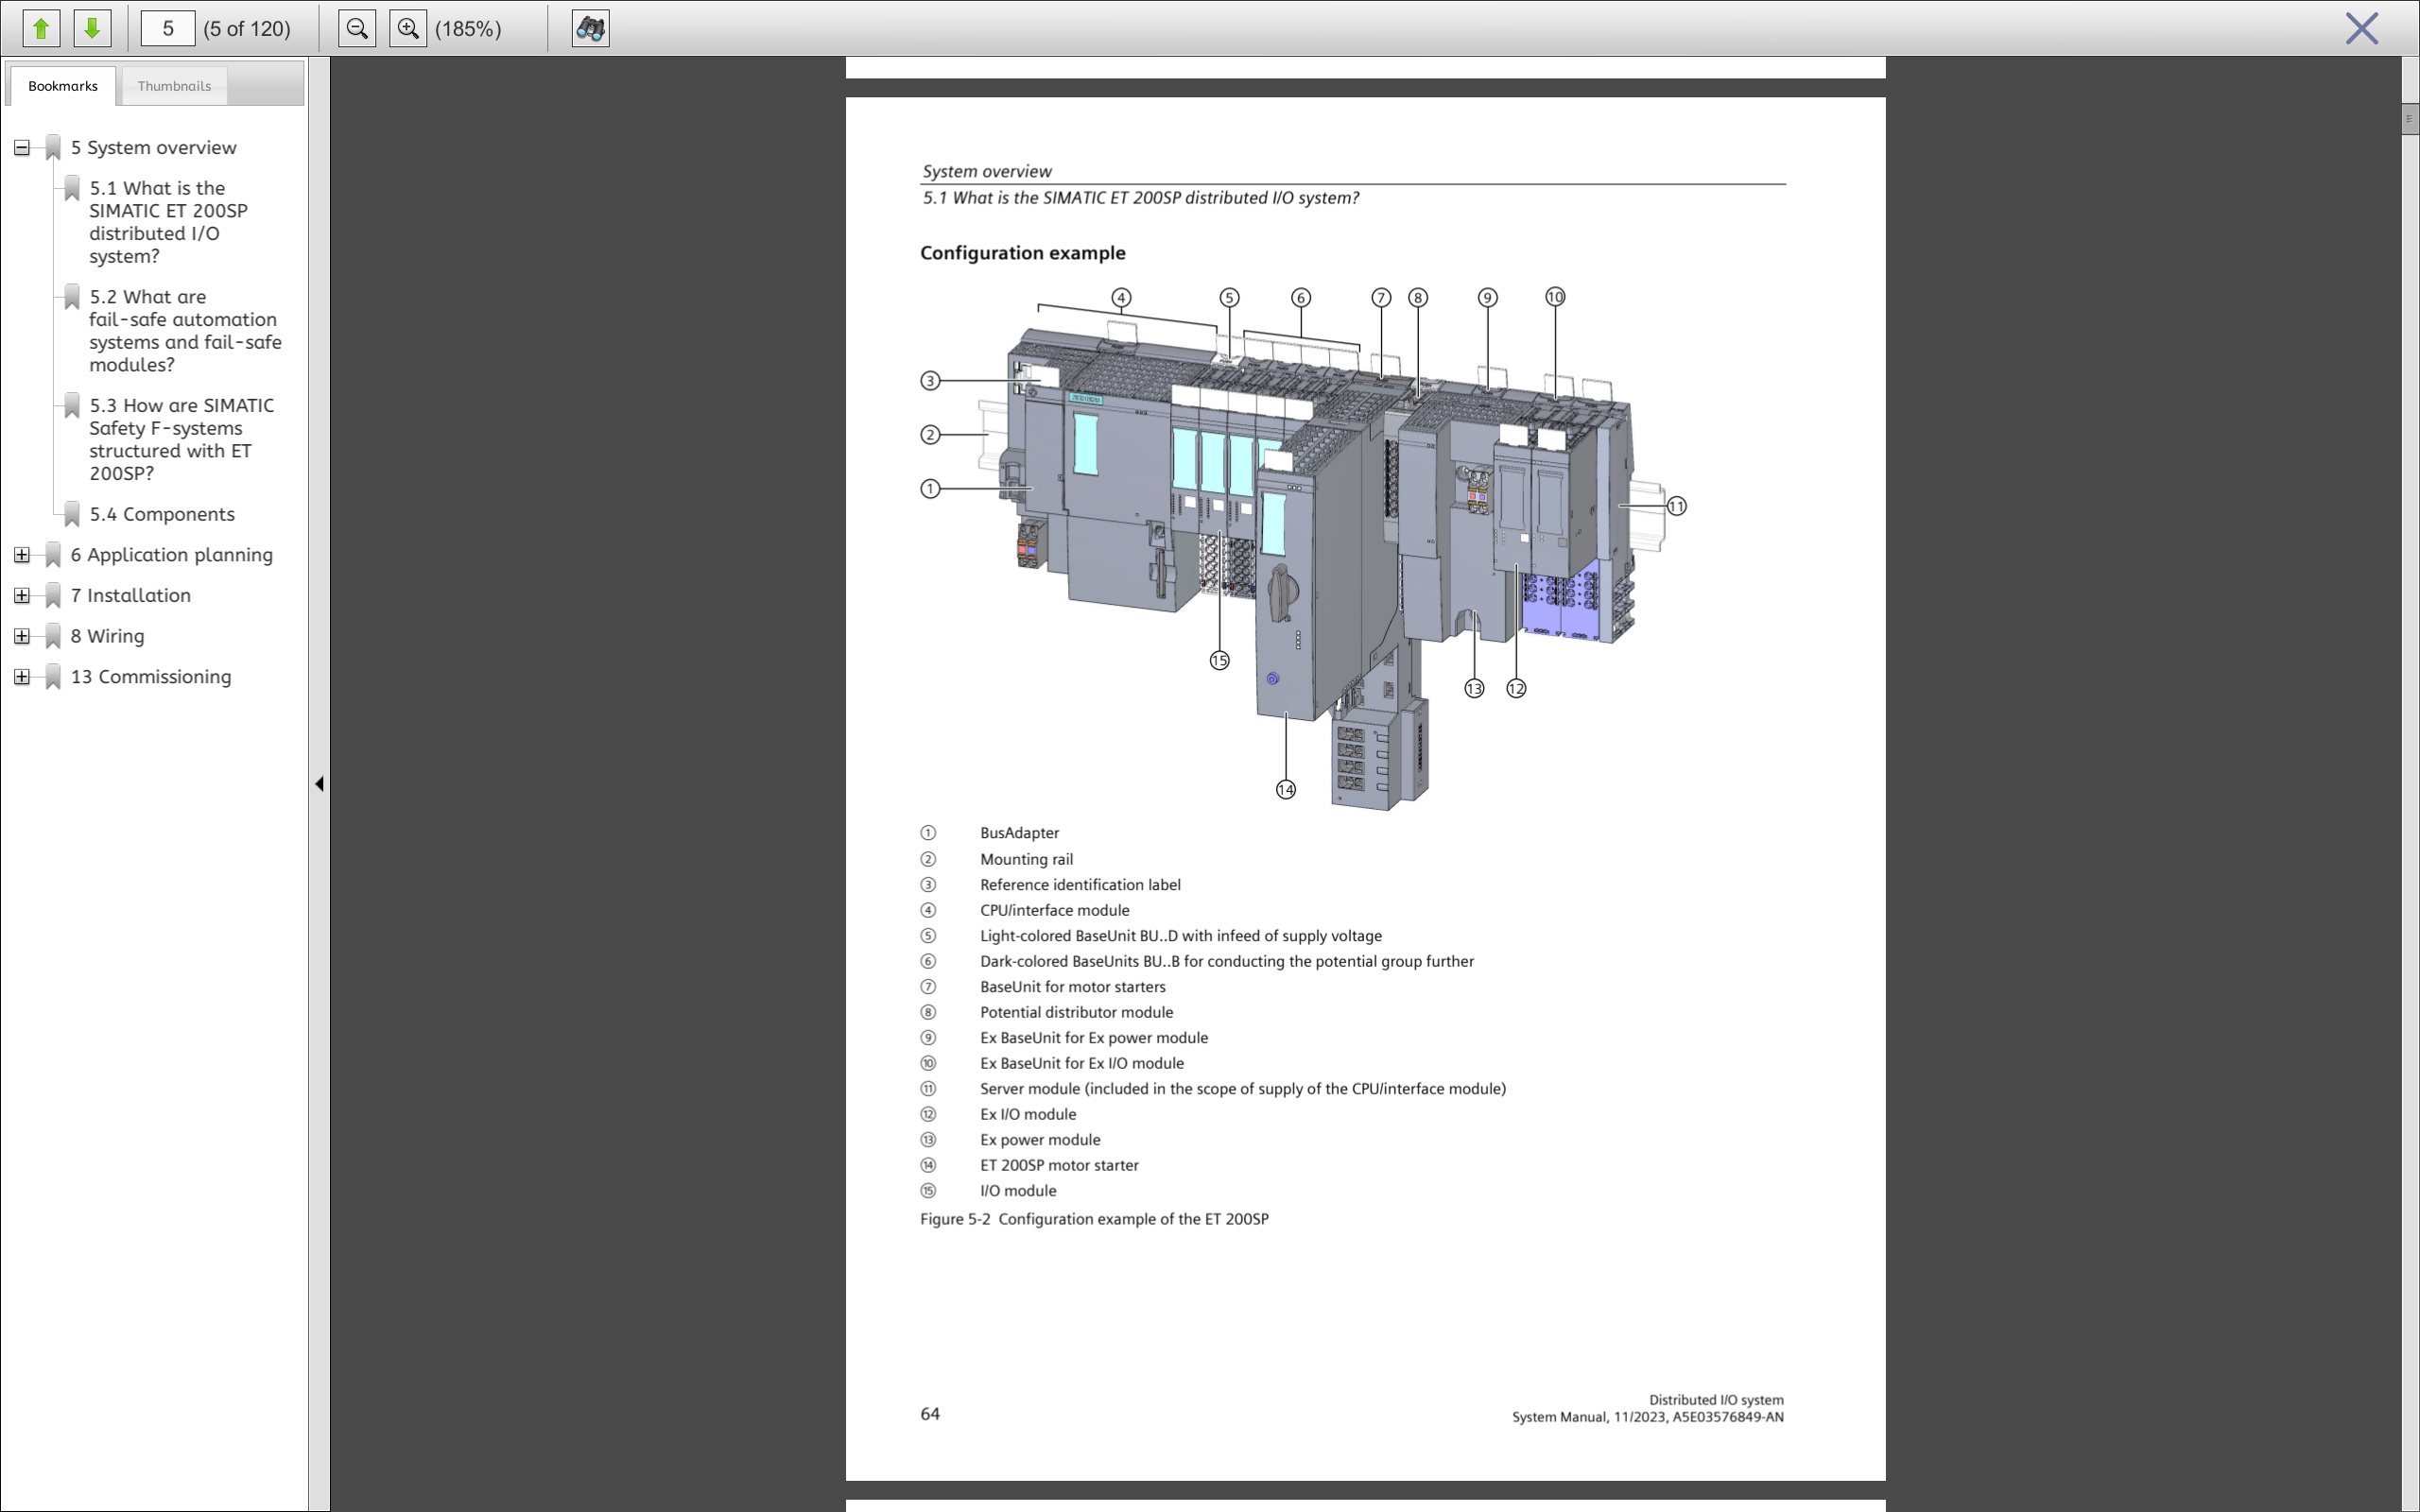 5 (5 of 120) (185%)
Bookmarks Thumbnails
5 System overview
5.1 What is the
SIMATIC ET 200SP
distributed I/O
system?
5.2 What are
fail-safe automation
systems and fail-safe
modules?
5.3 How are SIMATIC
Safety F-systems
structured with ET
200SP?
5.4 Components
6 Application planning
7 Installation
8 Wiring
13 Commissioning
System overview
5.1 What is the SIMATIC ET 200SP distributed I/O system?
Configuration example
④ ⑤ ⑥ ⑦ ⑧ ⑨ ⑩
③
②
①
⑪
⑮
⑬ ⑫
⑭
① BusAdapter
② Mounting rail
③ Reference identification label
④ CPU/interface module
⑤ Light-colored BaseUnit BU..D with infeed of supply voltage
⑥ Dark-colored BaseUnits BU..B for conducting the potential group further
⑦ BaseUnit for motor starters
⑧ Potential distributor module
⑨ Ex BaseUnit for Ex power module
⑩ Ex BaseUnit for Ex I/O module
⑪ Server module (included in the scope of supply of the CPU/interface module)
⑫ Ex I/O module
⑬ Ex power module
⑭ ET 200SP motor starter
⑮ I/O module
Figure 5-2 Configuration example of the ET 200SP
Distributed I/O system
64 System Manual, 11/2023, A5E03576849-AN